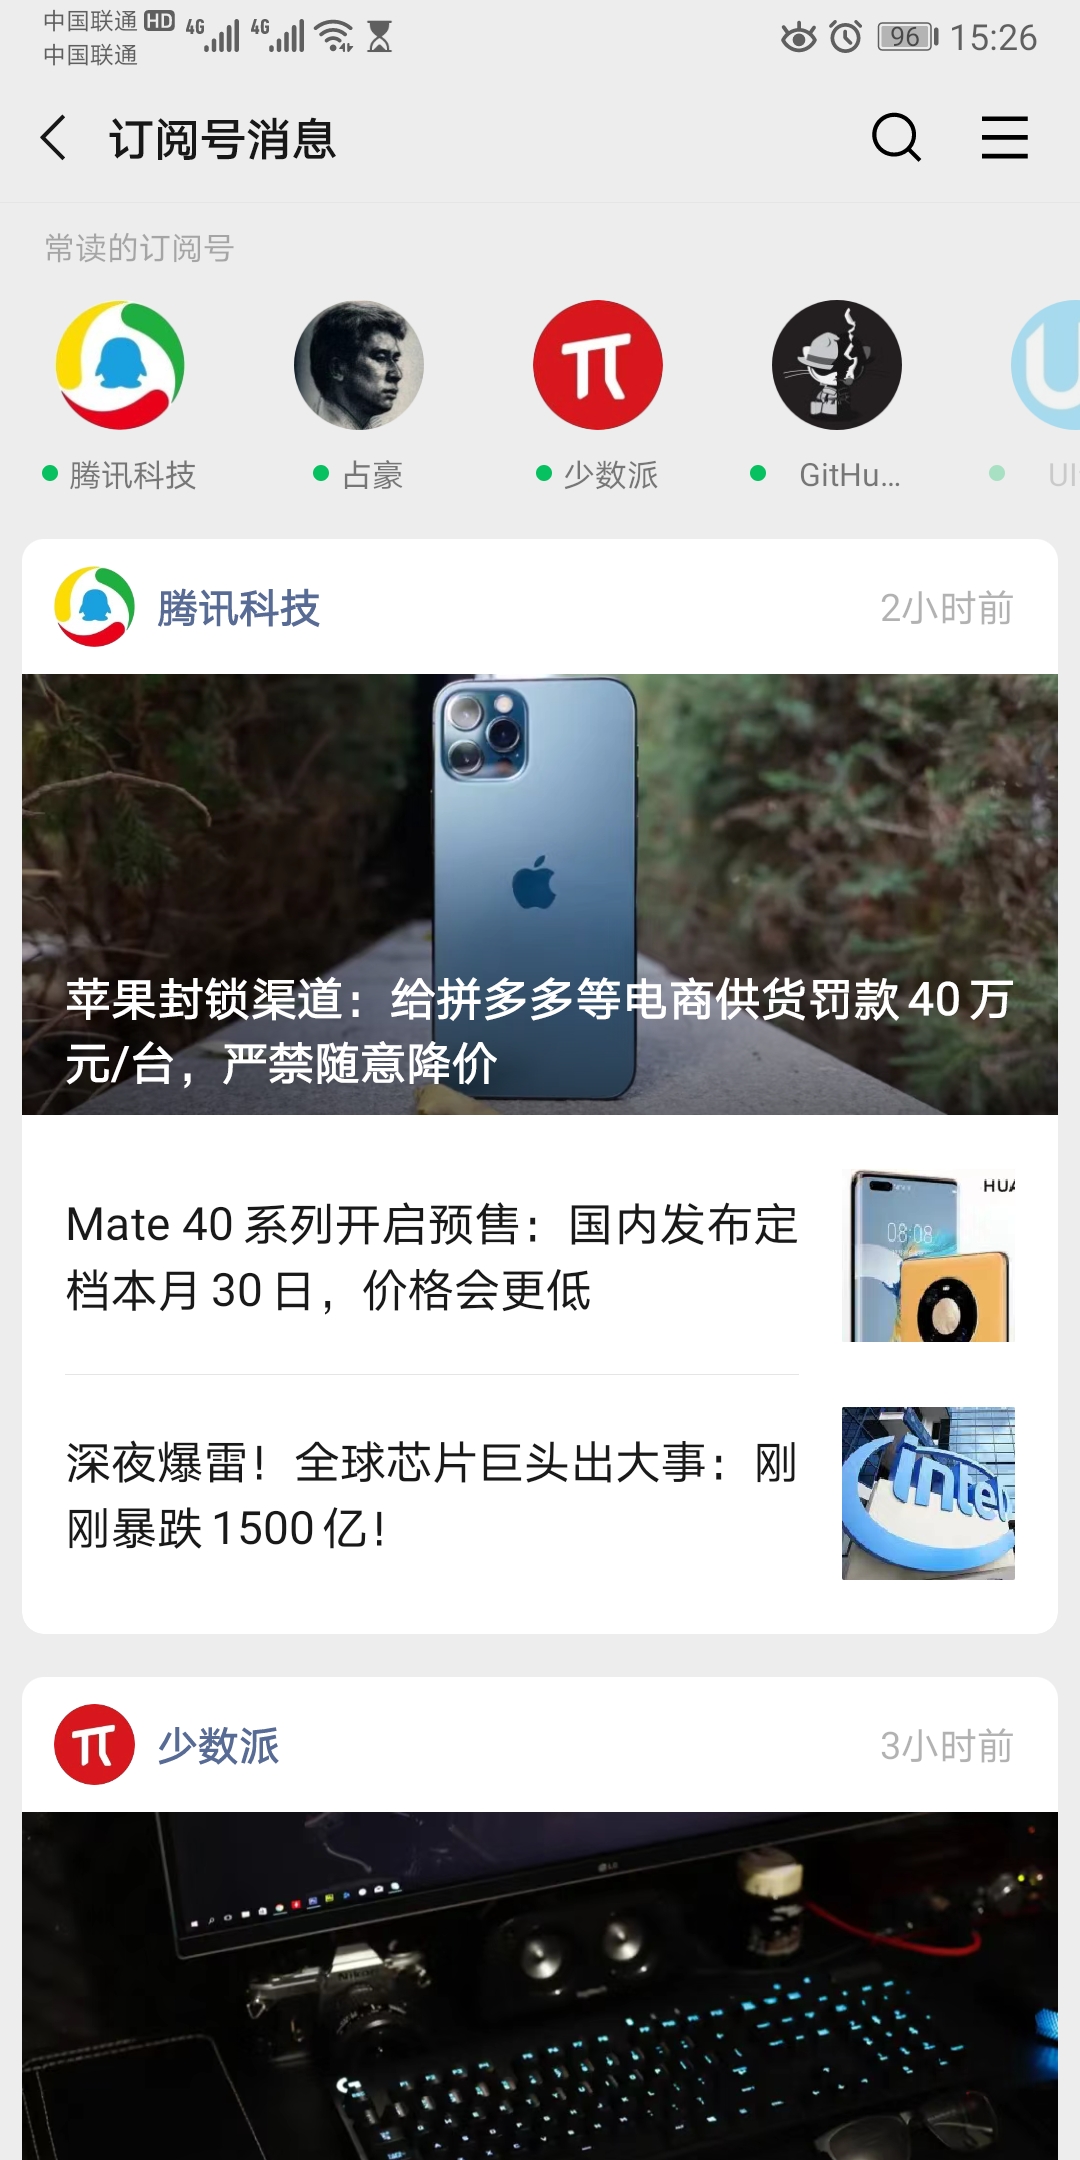 中国联通 HD 4G 4G 96 15:26
中国联通
订阅号消息
常读的订阅号
腾讯科技 占豪 少数派 GitHu... UI
腾讯科技 2小时前
苹果封锁渠道：给拼多多等电商供货罚款40万
元/台，严禁随意降价
Mate 40 系列开启预售：国内发布定
档本月 30 日，价格会更低
HUA
08:08
深夜爆雷！全球芯片巨头出大事：刚
刚暴跌 1500 亿！
intel
少数派 3小时前
LG
Nikon